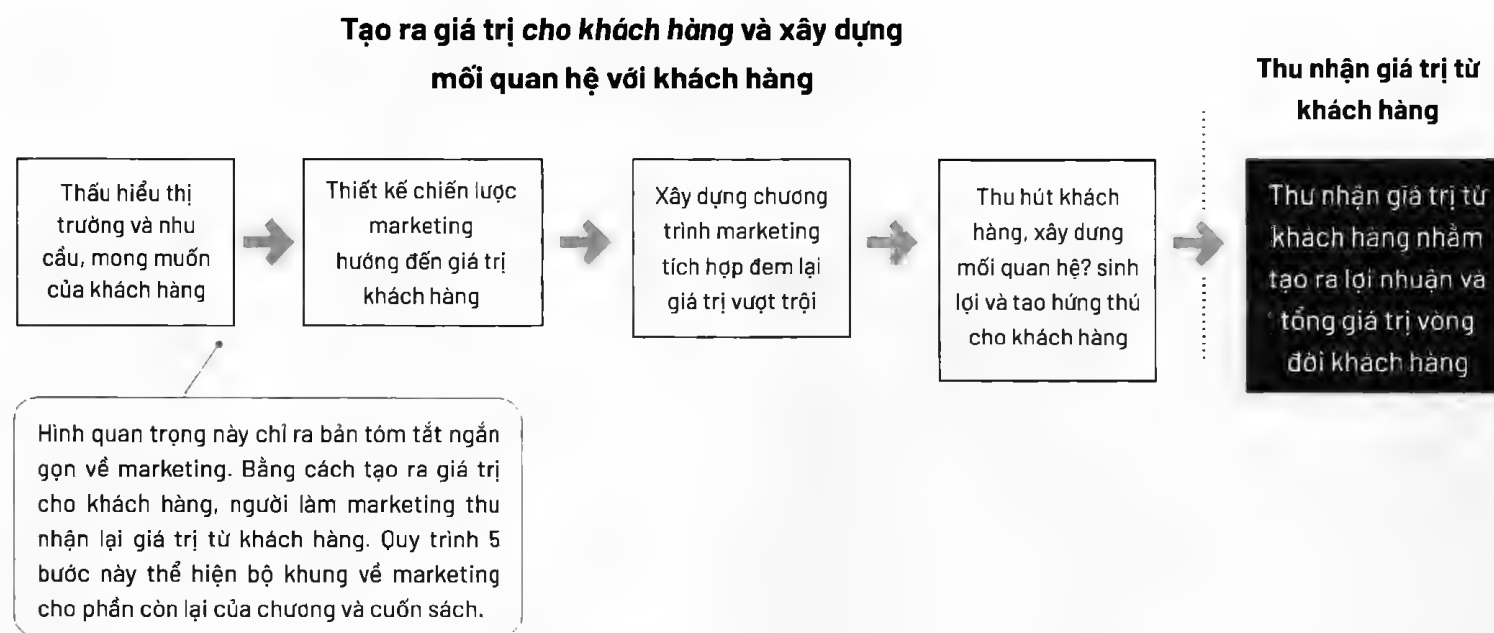 Tạo ra giá trị cho khách hàng và xây dựng
mối quan hệ với khách hàng
Thu nhận giá trị từ
khách hàng
Thấu hiểu thị
trường và nhu
cầu, mong muốn
của khách hàng
Thiết kế chiến lược
marketing
hướng đến giá trị
khách hàng
Xây dựng chương
trình marketing
tích hợp đem lại
giá trị vượt trội
Thu hút khách
hàng, xây dưng
mối quan hệ? sinh
lợi và tao hứng thú
cho khách hàng
Thu nhận giá trị từ
khách hàng nhằm
tạo ra lợi nhuận và
tổng giá trị vòng
đời khách hàng
Hình quan trọng này chỉ ra bản tóm tắt ngắn
gọn về marketing. Bằng cách tạo ra giá trị
cho khách hàng, người làm marketing thu
nhận lại giá trị từ khách hàng. Quy trình 5
bước này thể hiện bộ khung về marketing
cho phần còn lại của chương và cuốn sách.